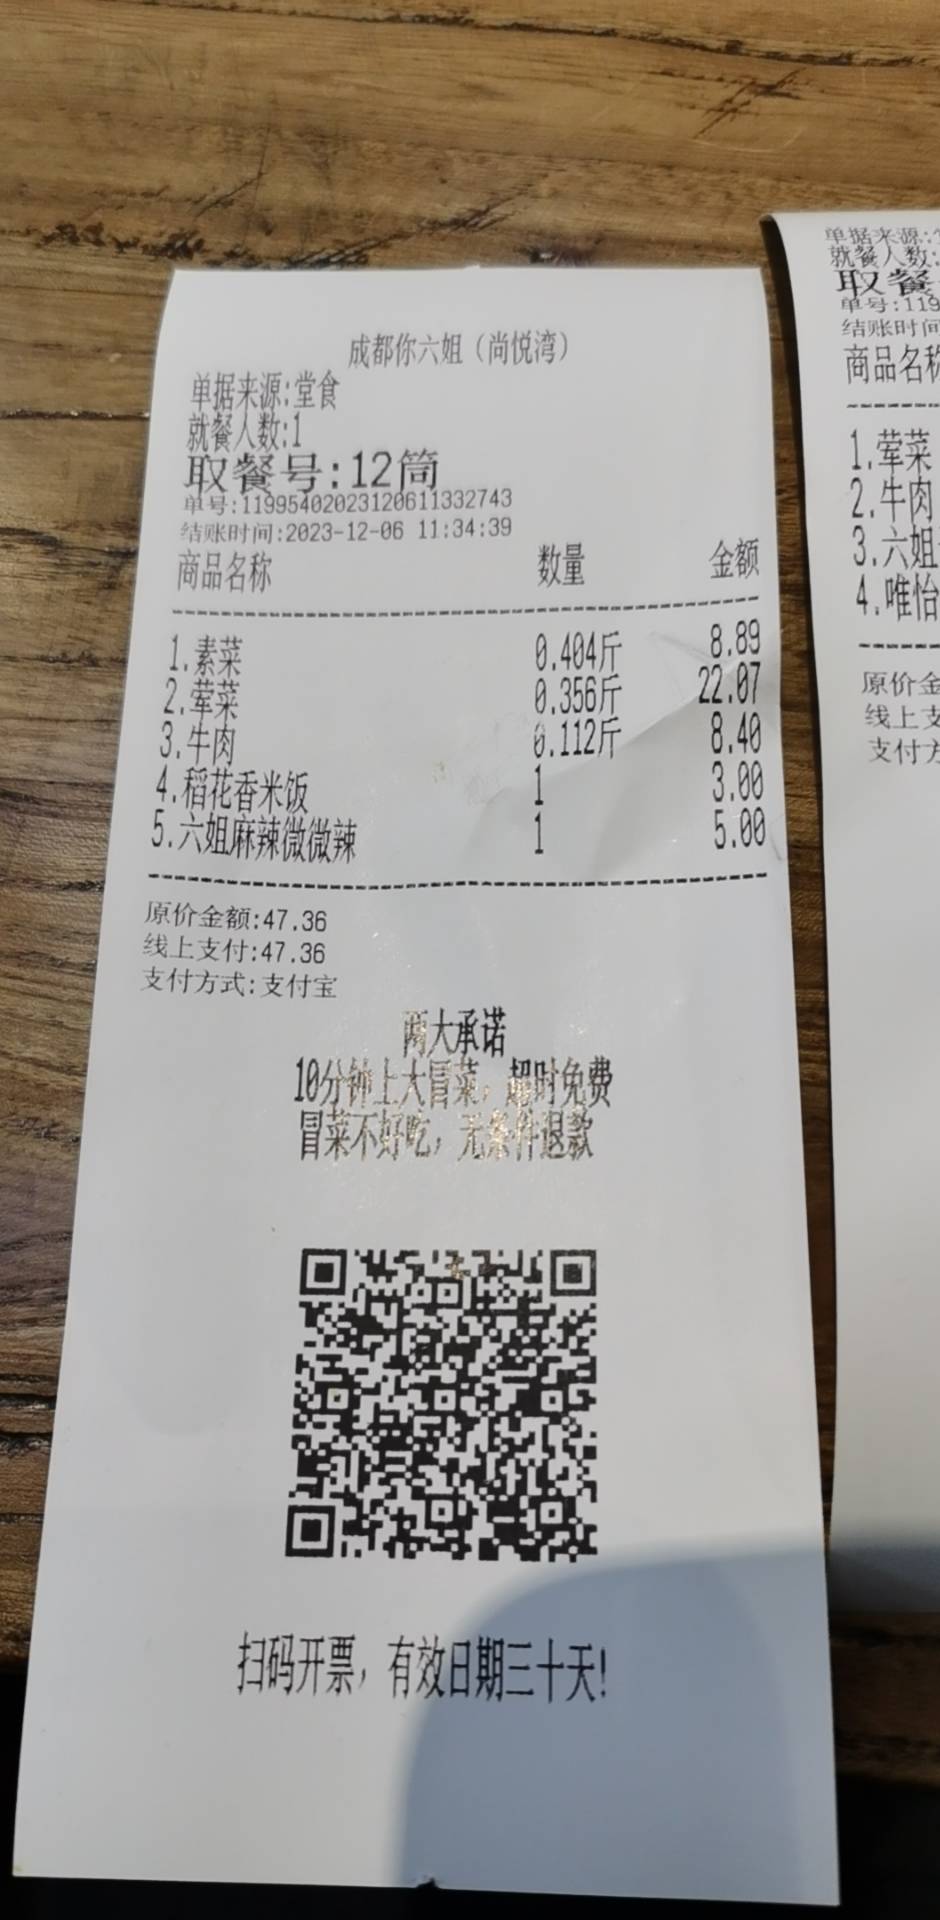 成都你六姐（尚悦湾）
单据来源:堂食
就餐人数:1
取餐号:12筒
单号:11995402023120611332743
结账时间:2023-12-06 11:34:39
商品名称 数量 金额
1.素菜 0.404斤 8.89
2.荤菜 0.356斤 22.07
3.牛肉 0.112斤 8.40
4.稻花香米饭 1 3.00
5.六姐麻辣微微辣 1 5.00
原价金额:47.36
线上支付:47.36
支付方式:支付宝
两大承诺
10分钟上大冒菜，超时免费
冒菜不好吃，无条件退款
扫码开票，有效日期三十天!
单据来源:
就餐人数:
取餐
单号:119
结账时间
商品名称
1.荤菜
2.牛肉
3.六姐
4.唯怡
原价金
线上支
支付方